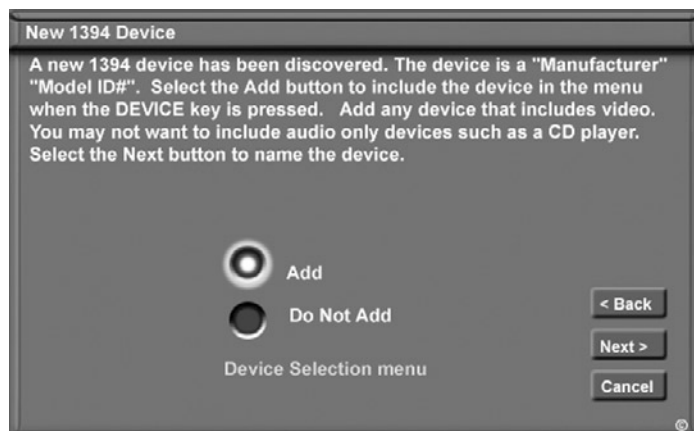 New 1394 Device
A new 1394 device has been discovered. The device is a "Manufacturer"
"Model ID#".  Select the Add button to include the device in the menu
when the DEVICE key is pressed.   Add any device that includes video.
You may not want to include audio only devices such as a CD player.
Select the Next button to name the device.
Add
Do Not Add
Device Selection menu
< Back
Next >
Cancel
©